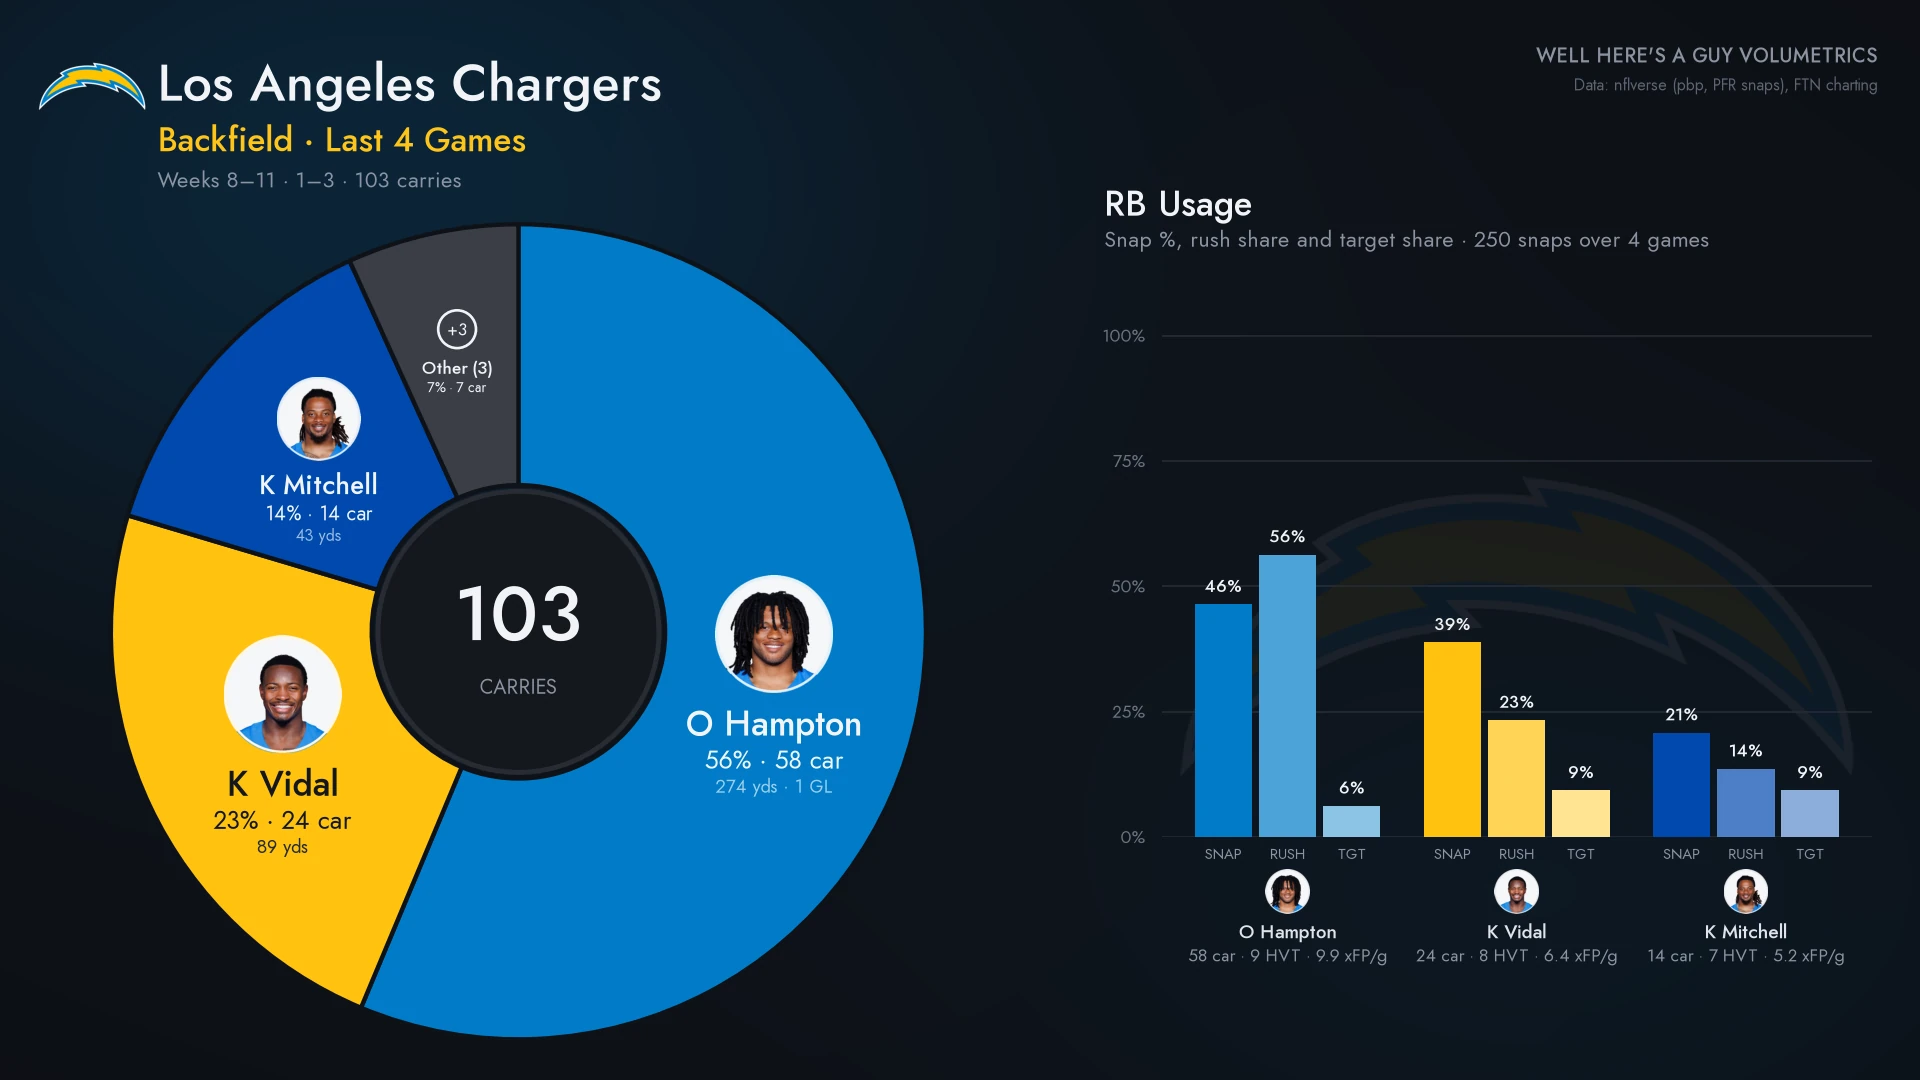 Los Angeles Chargers
Backfield · Last 4 Games
Weeks 8–11 · 1–3 · 103 carries
WELL HERE'S A GUY VOLUMETRICS
Data: nflverse (pbp, PFR snaps), FTN charting
+3
Other (3)
7% · 7 car
K Mitchell
14% · 14 car
43 yds
103
CARRIES
O Hampton
56% · 58 car
274 yds · 1 GL
K Vidal
23% · 24 car
89 yds
RB Usage
Snap %, rush share and target share · 250 snaps over 4 games
100%
75%
50%
25%
0%
46%
56%
6%
39%
23%
9%
21%
14%
9%
SNAP RUSH TGT
SNAP RUSH TGT
SNAP RUSH TGT
O Hampton
58 car · 9 HVT · 9.9 xFP/g
K Vidal
24 car · 8 HVT · 6.4 xFP/g
K Mitchell
14 car · 7 HVT · 5.2 xFP/g